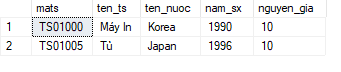 mats ten_ts ten_nuoc nam_sx nguyen_gia
1 TS01000 Máy In Korea 1990 10
2 TS01005 Tủ Japan 1996 10